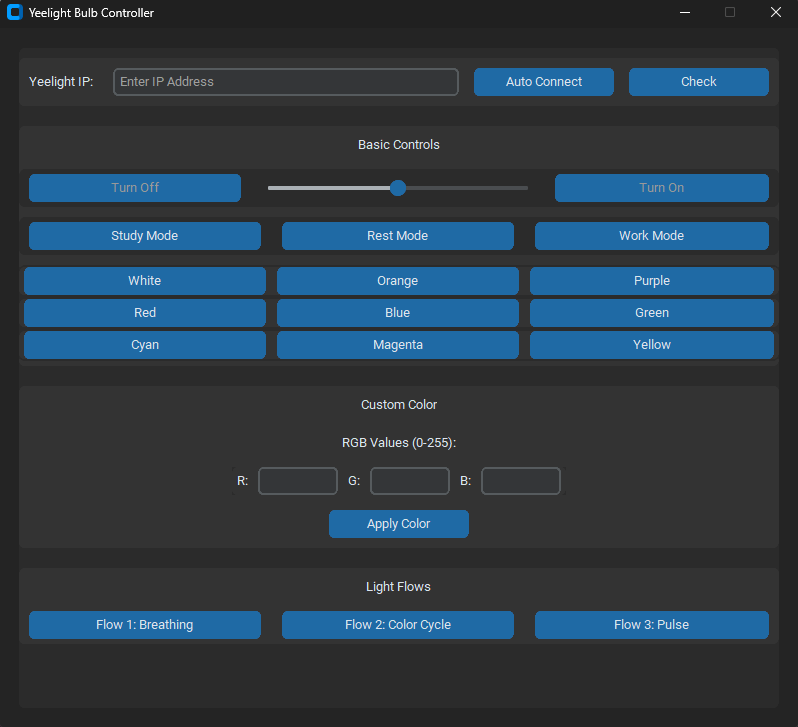 Yeelight Bulb Controller
Yeelight IP: Enter IP Address Auto Connect Check
Basic Controls
Turn Off Turn On
Study Mode Rest Mode Work Mode
White Orange Purple
Red Blue Green
Cyan Magenta Yellow
Custom Color
RGB Values (0-255):
R: G: B:
Apply Color
Light Flows
Flow 1: Breathing Flow 2: Color Cycle Flow 3: Pulse